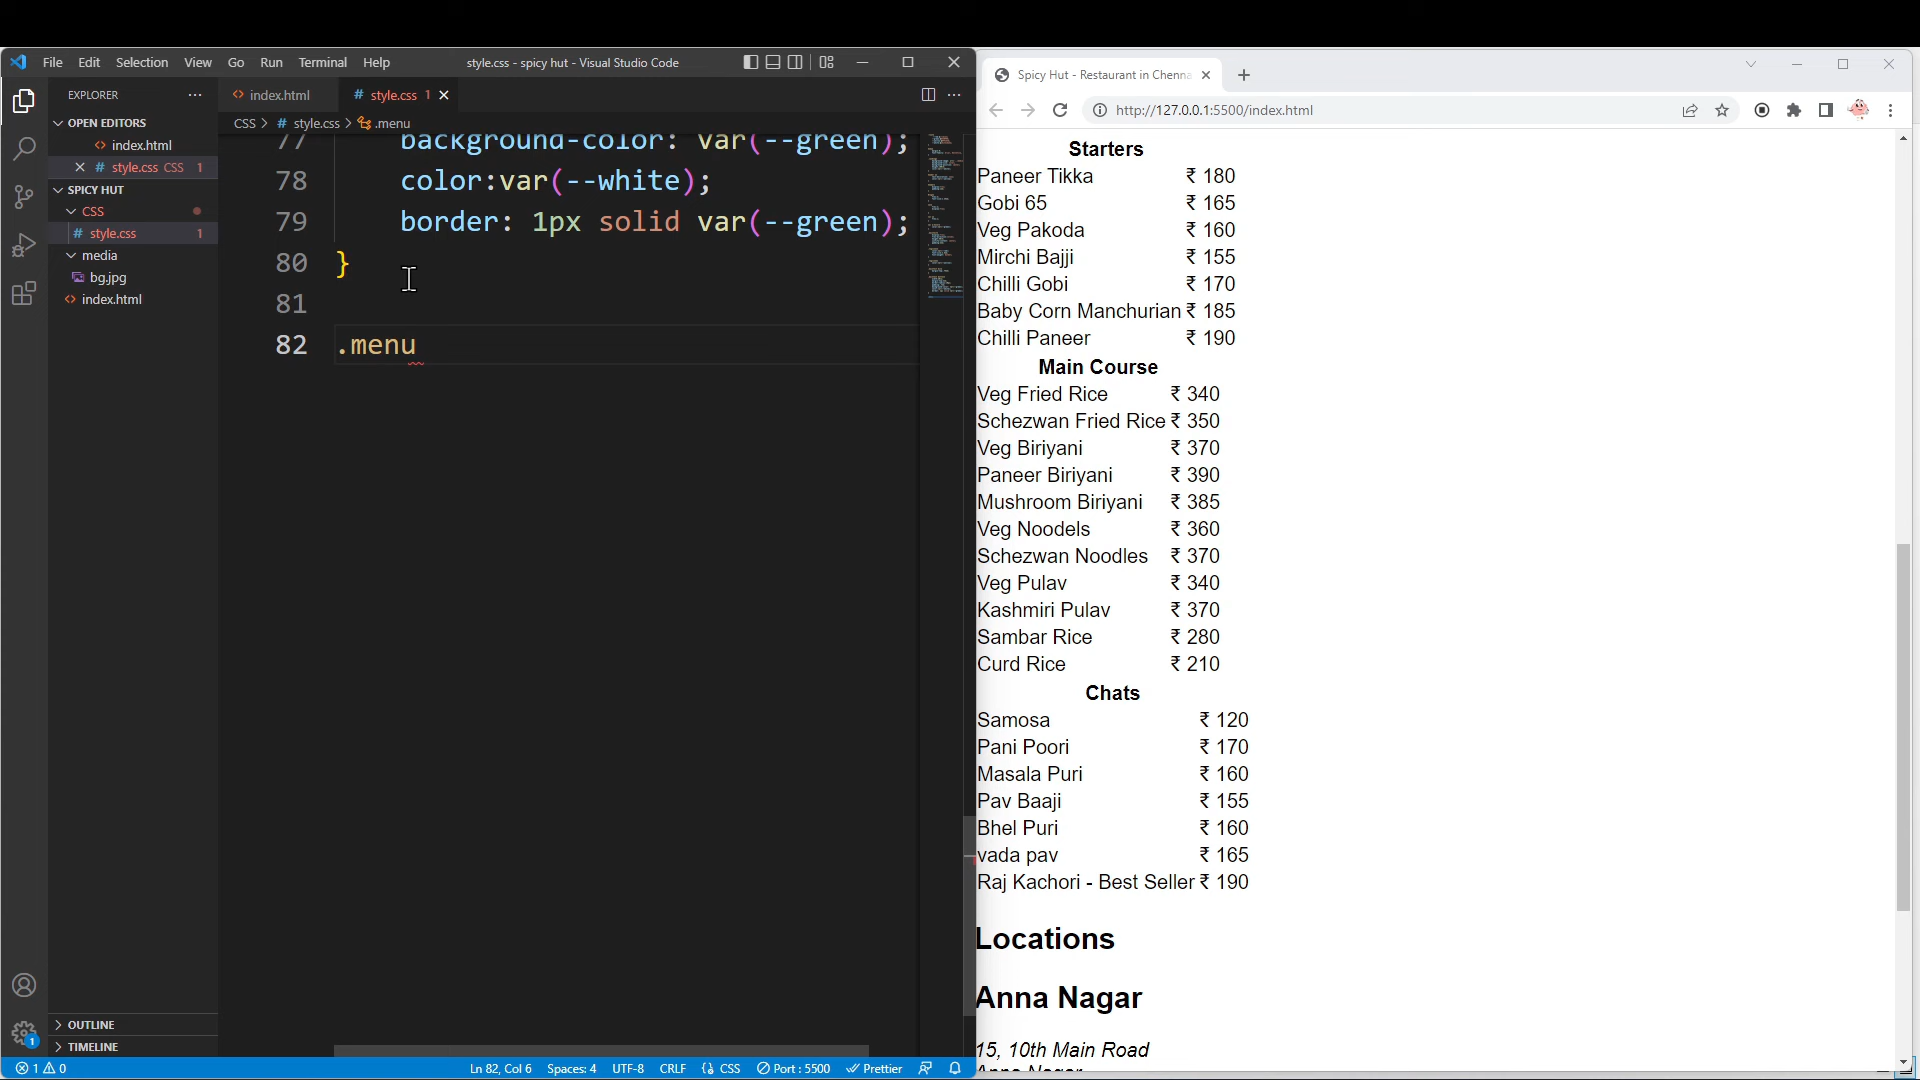 File Edit Selection View Go Run Terminal Help
style.css - spicy hut - Visual Studio Code
EXPLORER
OPEN EDITORS
index.html
style.css CSS 1
SPICY HUT
CSS
# style.css 1
media
bg.jpg
index.html
OUTLINE
TIMELINE
index.html
# style.css 1
CSS > # style.css > .menu
77 background-color: var(--green);
78 color:var(--white);
79 border: 1px solid var(--green);
80 }
81
82 .menu
1 0
Ln 82, Col 6 Spaces: 4 UTF-8 CRLF {} CSS Port : 5500 Prettier
1
Spicy Hut - Restaurant in Chenna
http://127.0.0.1:5500/index.html
Starters
Paneer Tikka ₹ 180
Gobi 65 ₹ 165
Veg Pakoda ₹ 160
Mirchi Bajji ₹ 155
Chilli Gobi ₹ 170
Baby Corn Manchurian ₹ 185
Chilli Paneer ₹ 190
Main Course
Veg Fried Rice ₹ 340
Schezwan Fried Rice ₹ 350
Veg Biriyani ₹ 370
Paneer Biriyani ₹ 390
Mushroom Biriyani ₹ 385
Veg Noodels ₹ 360
Schezwan Noodles ₹ 370
Veg Pulav ₹ 340
Kashmiri Pulav ₹ 370
Sambar Rice ₹ 280
Curd Rice ₹ 210
Chats
Samosa ₹ 120
Pani Poori ₹ 170
Masala Puri ₹ 160
Pav Baaji ₹ 155
Bhel Puri ₹ 160
vada pav ₹ 165
Raj Kachori - Best Seller ₹ 190
Locations
Anna Nagar
15, 10th Main Road
Anna Nagar